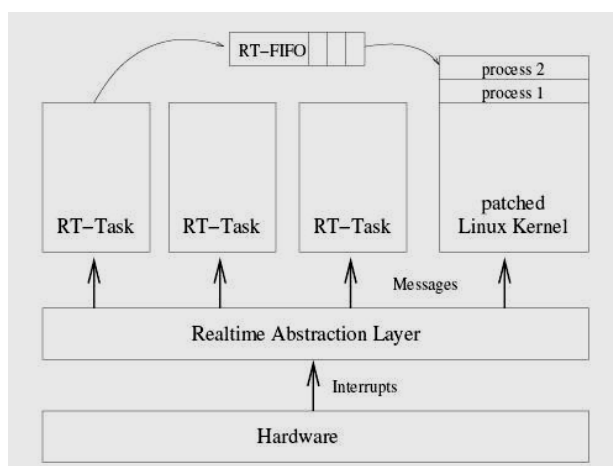 RT−FIFO
process 2
process 1
RT−Task
RT−Task
RT−Task
patched
Linux Kernel
Messages
Realtime Abstraction Layer
Interrupts
Hardware